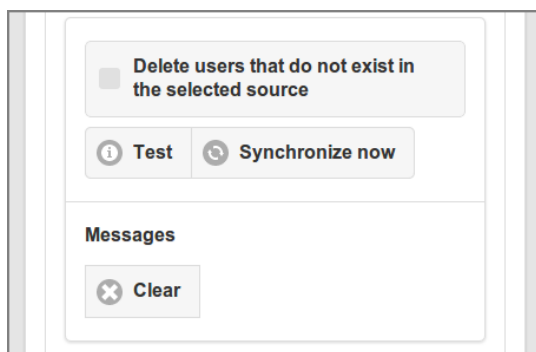 Delete users that do not exist in
the selected source
Test Synchronize now
Messages
Clear